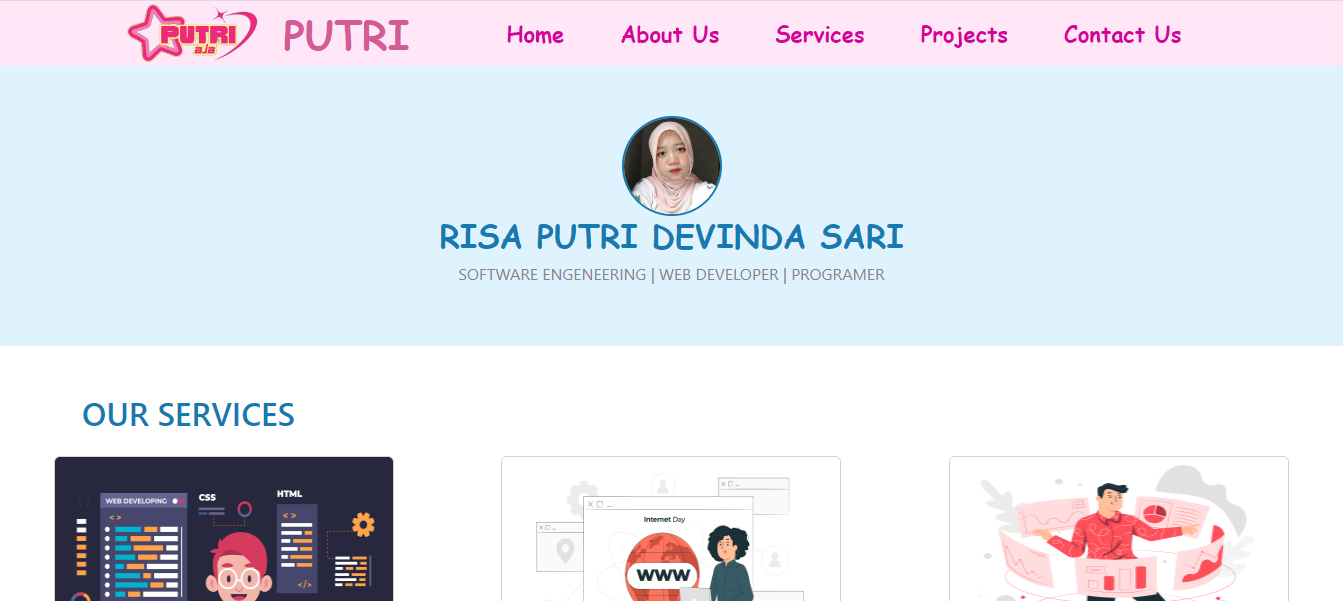 PUTRI
aja
PUTRI
Home
About Us
Services
Projects
Contact Us
RISA PUTRI DEVINDA SARI
SOFTWARE ENGENEERING | WEB DEVELOPER | PROGRAMER
OUR SERVICES
WEB DEVELOPING
CSS
HTML
< >
< >
</>
Internet Day
WWW